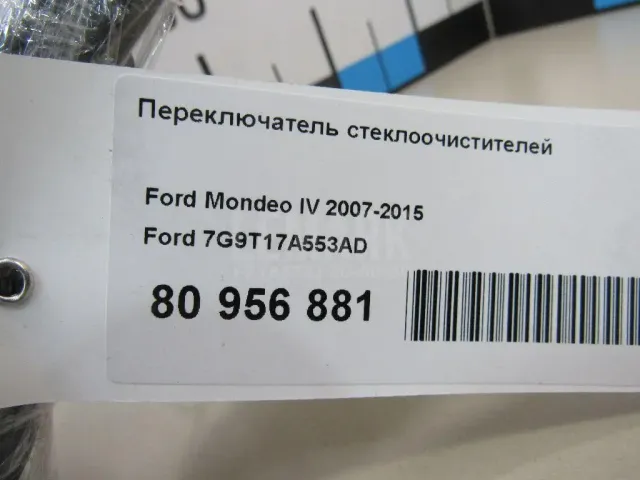 Переключатель стеклоочистителей
Ford Mondeo IV 2007-2015
Ford 7G9T17A553AD
80 956 881